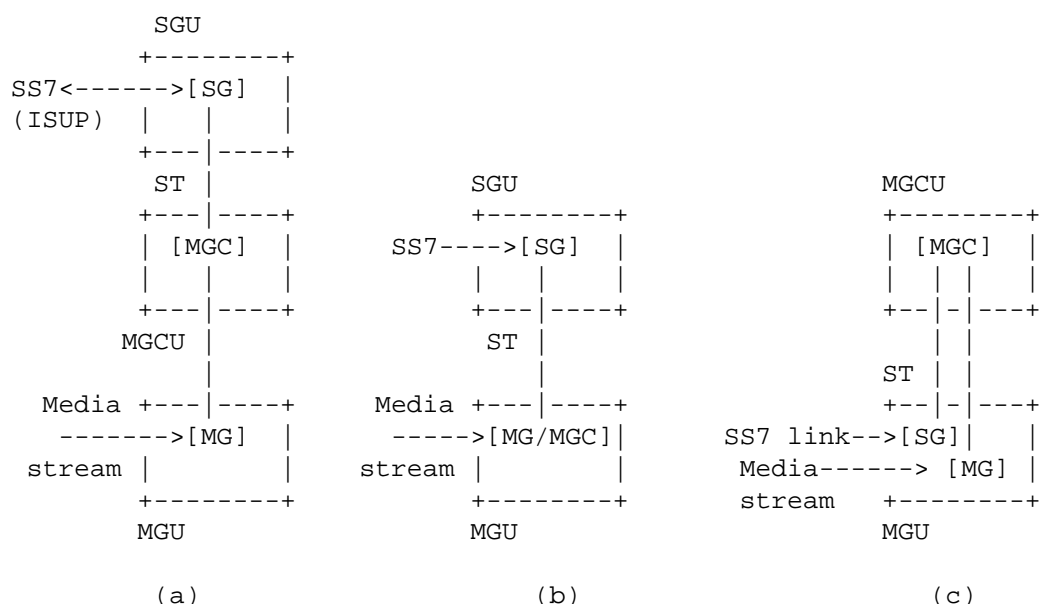 SGU
         +--------+
SS7<------>[SG]  |
(ISUP)  |   |    |
         +---|----+
          ST |                SGU                       MGCU
         +---|----+           +--------+                +--------+
         | [MGC]  |     SS7---->[SG]   |                | [MGC]  |
         |   |    |           |   |    |                |  | |   |
         +---|----+           +---|----+                +--|-|---+
        MGCU |                 ST |                        | |
             |                    |                     ST | |
  Media  +---|----+    Media  +---|----+                +--|-|---+
   ------->[MG]  |     ----->[MG/MGC]|      SS7 link-->[SG]|   |
 stream  |        |   stream  |        |       Media------> [MG] |
         +--------+           +--------+       stream   +--------+
         MGU                  MGU                       MGU
          (a)                      (b)                     (c)